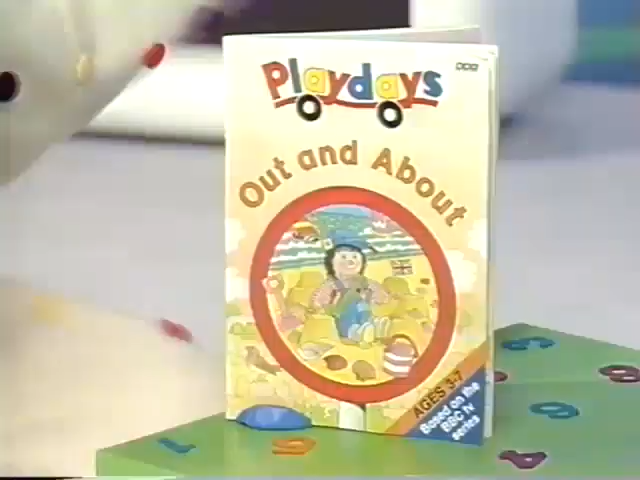 Playdays
BBC
Out and About
AGES 3-7
Based on the
BBC tv
series